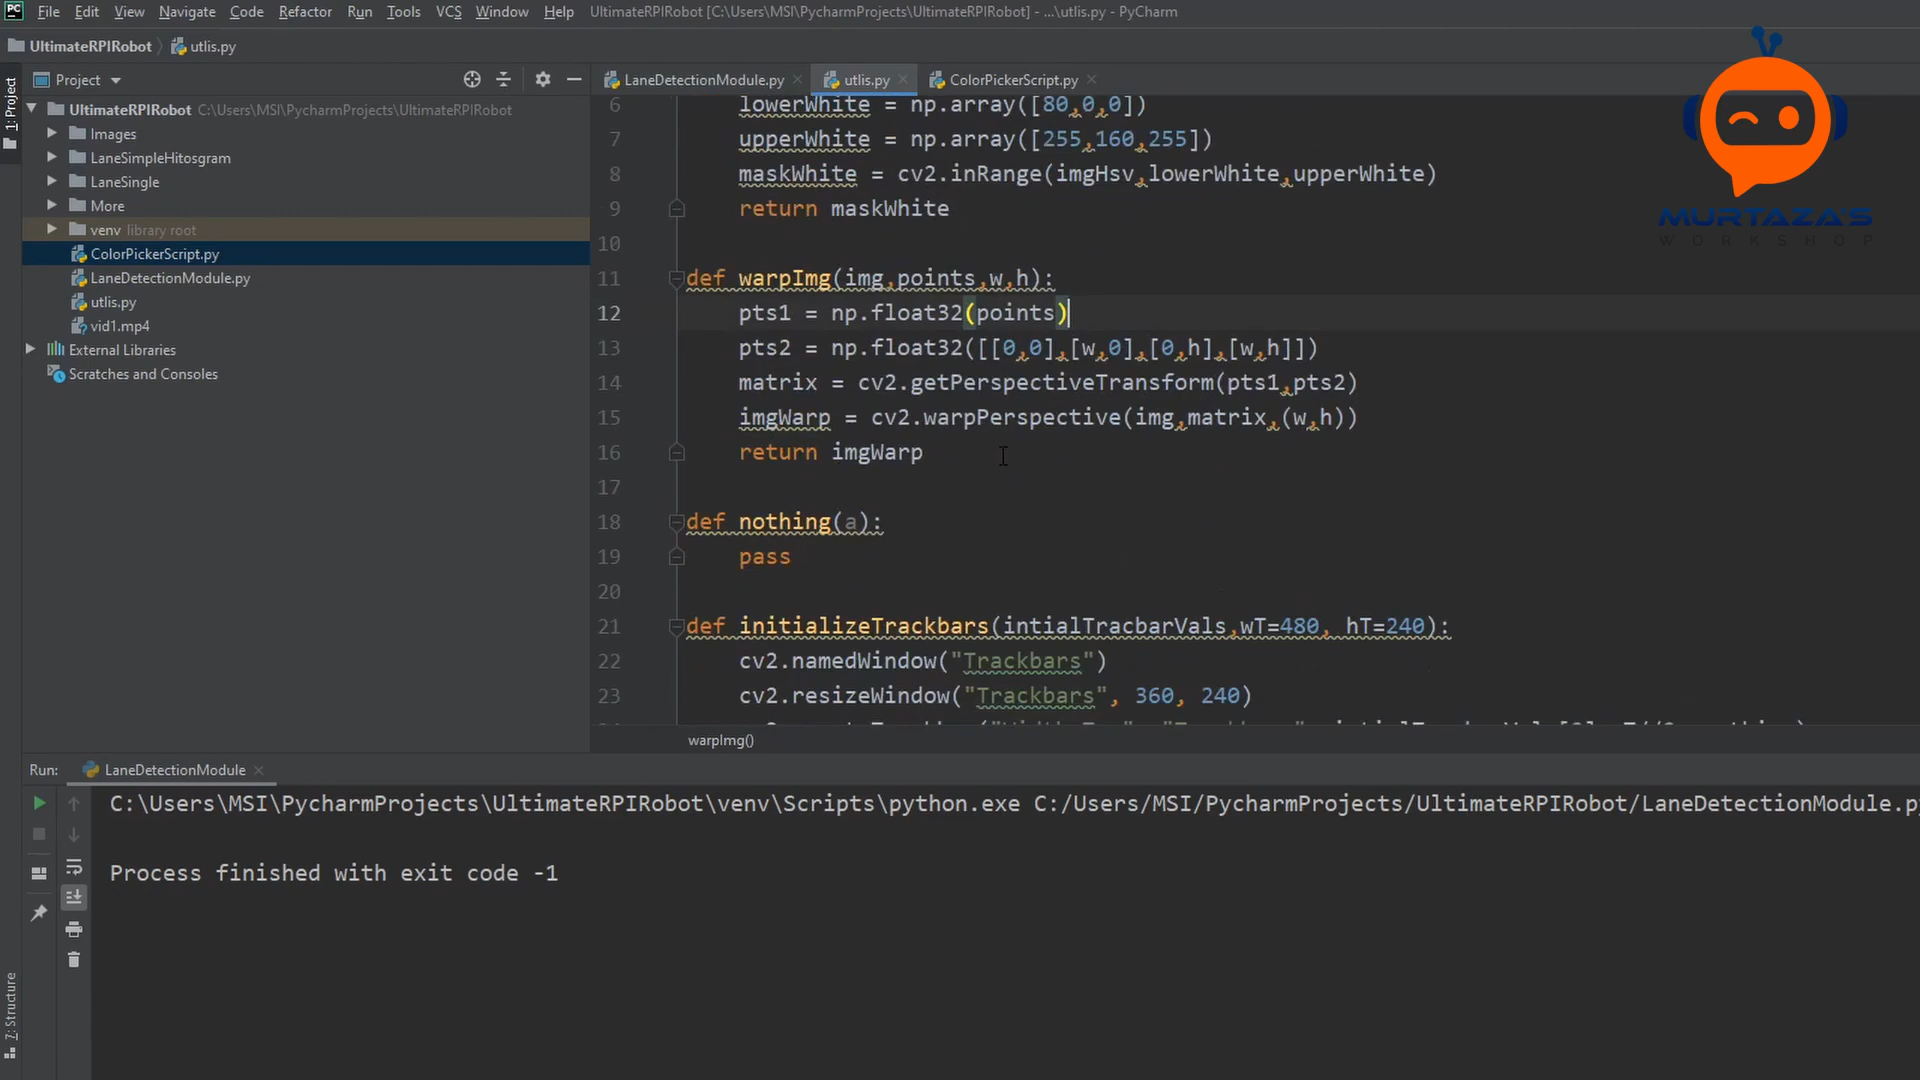 File Edit View Navigate Code Refactor Run Tools VCS Window Help UltimateRPIRobot [C:\Users\MSI\PycharmProjects\UltimateRPIRobot] - ...\utlis.py - PyCharm
UltimateRPIRobot utlis.py
1: Project
Project
LaneDetectionModule.py utlis.py ColorPickerScript.py
UltimateRPIRobot C:\Users\MSI\PycharmProjects\UltimateRPIRobot
Images
LaneSimpleHitosgram
LaneSingle
More
venv library root
ColorPickerScript.py
LaneDetectionModule.py
utlis.py
vid1.mp4
External Libraries
Scratches and Consoles
6 lowerWhite = np.array([80,0,0])
7 upperWhite = np.array([255,160,255])
8 maskWhite = cv2.inRange(imgHsv,lowerWhite,upperWhite)
9 return maskWhite
10
11 def warpImg(img,points,w,h):
12 pts1 = np.float32(points)
13 pts2 = np.float32([[0,0],[w,0],[0,h],[w,h]])
14 matrix = cv2.getPerspectiveTransform(pts1,pts2)
15 imgWarp = cv2.warpPerspective(img,matrix,(w,h))
16 return imgWarp
17
18 def nothing(a):
19 pass
20
21 def initializeTrackbars(intialTracbarVals,wT=480, hT=240):
22 cv2.namedWindow("Trackbars")
23 cv2.resizeWindow("Trackbars", 360, 240)
warpImg()
MURTAZA'S
WORKSHOP
Run: LaneDetectionModule
C:\Users\MSI\PycharmProjects\UltimateRPIRobot\venv\Scripts\python.exe C:/Users/MSI/PycharmProjects/UltimateRPIRobot/LaneDetectionModule.py
Process finished with exit code -1
7: Structure